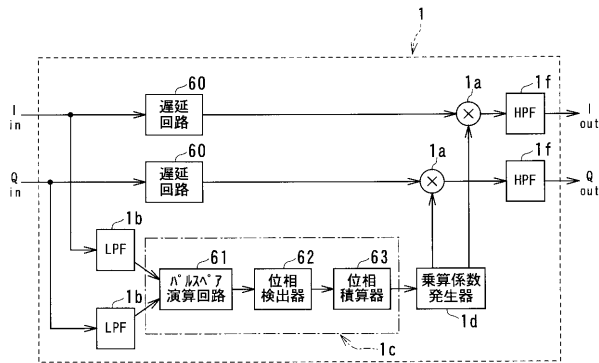 1
60
1a
1f
I
in
遅延
回路
×
HPF
I
out
60
1a
1f
Q
in
遅延
回路
×
HPF
Q
out
1b
LPF
61
62
63
ﾊﾟﾙｽﾍﾟｱ
演算回路
位相
検出器
位相
積算器
乗算係数
発生器
1b
LPF
1c
1d